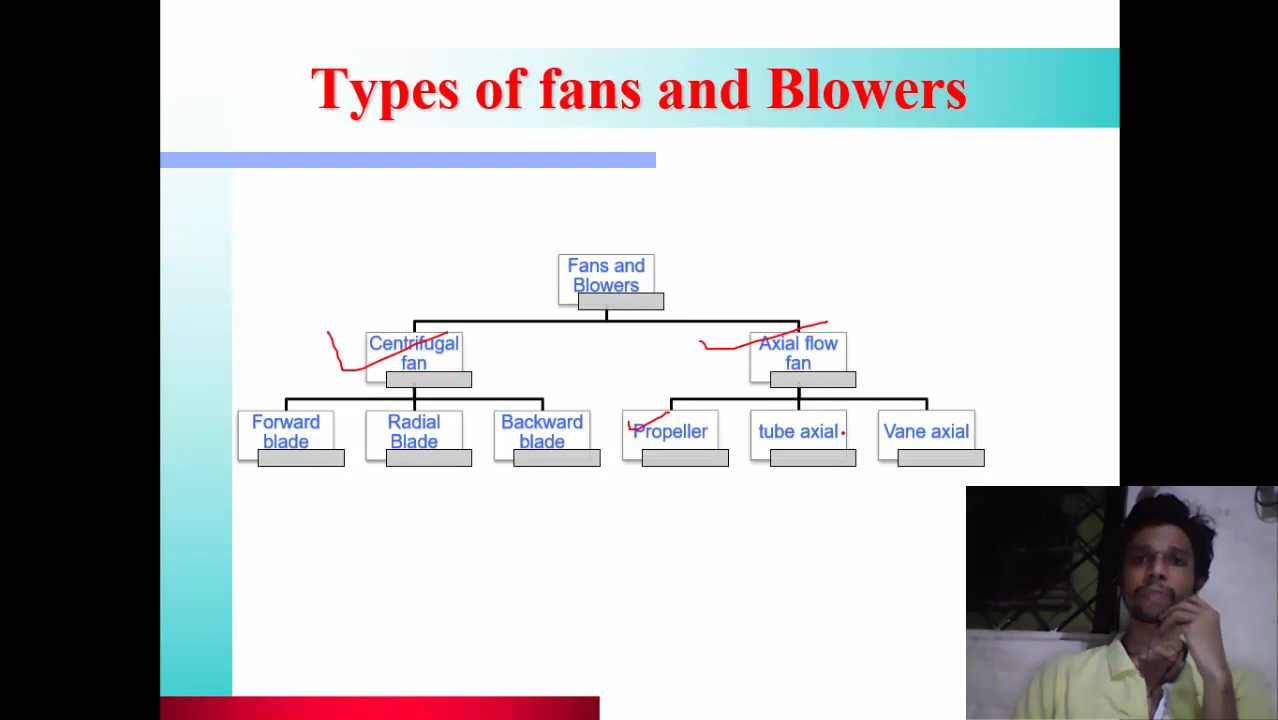 Types of fans and Blowers
Fans and
Blowers
Centrifugal
fan
Axial flow
fan
Forward
blade
Radial
Blade
Backward
blade
Propeller
tube axial
Vane axial